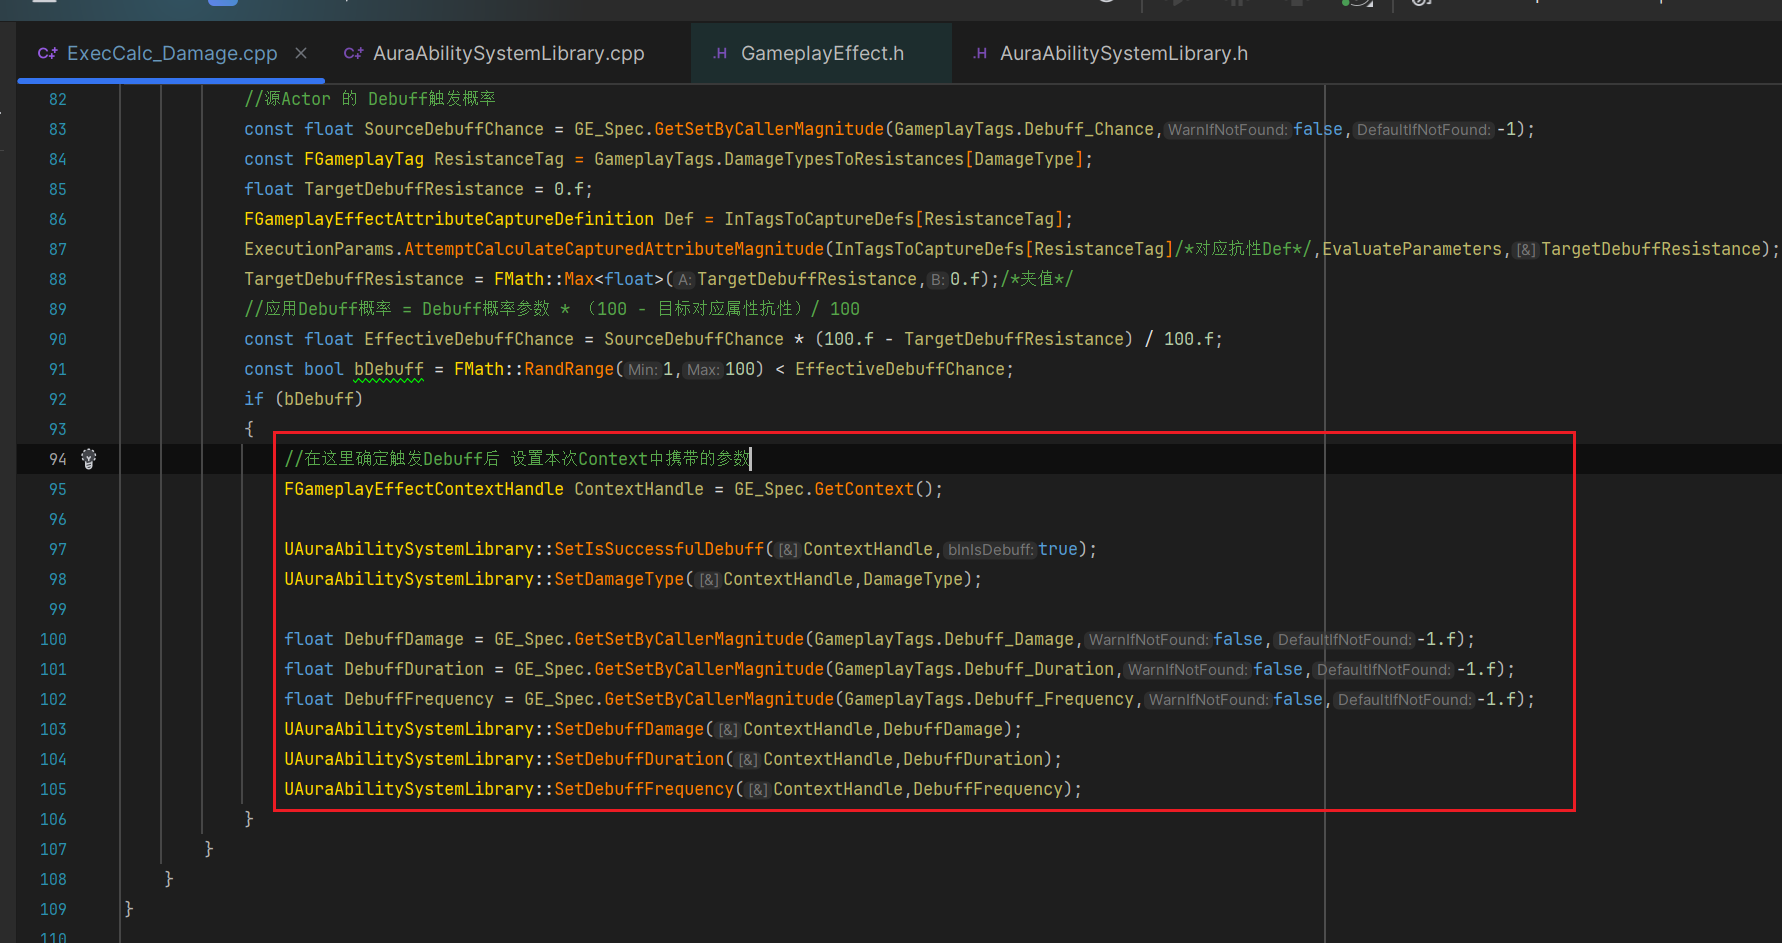 C++ ExecCalc_Damage.cpp × C++ AuraAbilitySystemLibrary.cpp .H GameplayEffect.h .H AuraAbilitySystemLibrary.h
82 //源Actor 的 Debuff触发概率
83 const float SourceDebuffChance = GE_Spec.GetSetByCallerMagnitude(GameplayTags.Debuff_Chance, WarnIfNotFound: false, DefaultIfNotFound: -1);
84 const FGameplayTag ResistanceTag = GameplayTags.DamageTypesToResistances[DamageType];
85 float TargetDebuffResistance = 0.f;
86 FGameplayEffectAttributeCaptureDefinition Def = InTagsToCaptureDefs[ResistanceTag];
87 ExecutionParams.AttemptCalculateCapturedAttributeMagnitude(InTagsToCaptureDefs[ResistanceTag]/*对应抗性Def*/,EvaluateParameters, [&] TargetDebuffResistance);
88 TargetDebuffResistance = FMath::Max<float>( A: TargetDebuffResistance, B: 0.f);/*夹值*/
89 //应用Debuff概率 = Debuff概率参数 * （100 - 目标对应属性抗性）/ 100
90 const float EffectiveDebuffChance = SourceDebuffChance * (100.f - TargetDebuffResistance) / 100.f;
91 const bool bDebuff = FMath::RandRange( Min: 1, Max: 100) < EffectiveDebuffChance;
92 if (bDebuff)
93 {
94 //在这里确定触发Debuff后 设置本次Context中携带的参数
95 FGameplayEffectContextHandle ContextHandle = GE_Spec.GetContext();
96
97 UAuraAbilitySystemLibrary::SetIsSuccessfulDebuff( [&] ContextHandle, bInIsDebuff: true);
98 UAuraAbilitySystemLibrary::SetDamageType( [&] ContextHandle,DamageType);
99
100 float DebuffDamage = GE_Spec.GetSetByCallerMagnitude(GameplayTags.Debuff_Damage, WarnIfNotFound: false, DefaultIfNotFound: -1.f);
101 float DebuffDuration = GE_Spec.GetSetByCallerMagnitude(GameplayTags.Debuff_Duration, WarnIfNotFound: false, DefaultIfNotFound: -1.f);
102 float DebuffFrequency = GE_Spec.GetSetByCallerMagnitude(GameplayTags.Debuff_Frequency, WarnIfNotFound: false, DefaultIfNotFound: -1.f);
103 UAuraAbilitySystemLibrary::SetDebuffDamage( [&] ContextHandle,DebuffDamage);
104 UAuraAbilitySystemLibrary::SetDebuffDuration( [&] ContextHandle,DebuffDuration);
105 UAuraAbilitySystemLibrary::SetDebuffFrequency( [&] ContextHandle,DebuffFrequency);
106 }
107 }
108 }
109 }
110